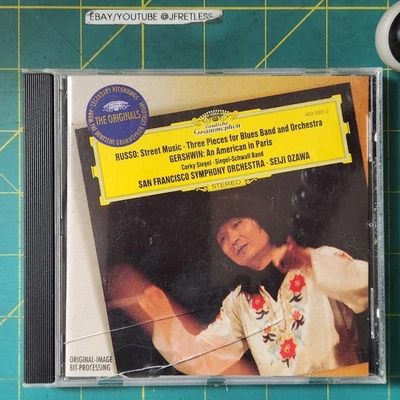 EBAY/YOUTUBE @JFRETLESS
LEGENDARY RECORDINGS
THE ORIGINALS
Deutsche
Grammophon
RUSSO: Street Music · Three Pieces for Blues Band and Orchestra
GERSHWIN: An American in Paris
Corky Siegel · Siegel-Schwall Band
SAN FRANCISCO SYMPHONY ORCHESTRA · SEIJI OZAWA
STEREO
ORIGINAL-IMAGE
BIT-PROCESSING